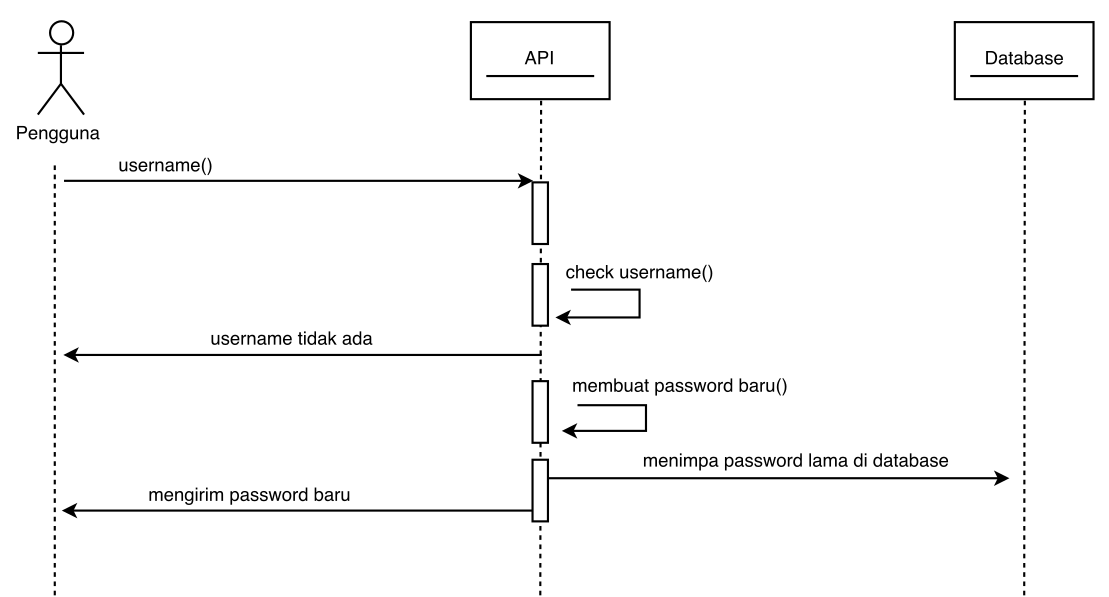 API
Database
Pengguna
username()
check username()
username tidak ada
membuat password baru()
menimpa password lama di database
mengirim password baru